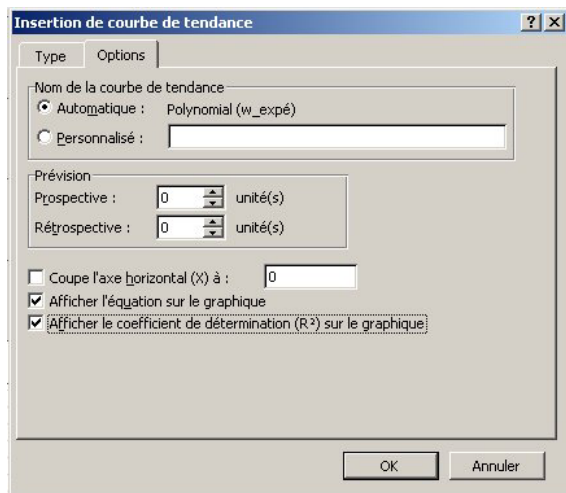 Insertion de courbe de tendance
Type Options
Nom de la courbe de tendance
Automatique : Polynomial (w_expé)
Personnalisé :
Prévision
Prospective : 0 unité(s)
Rétrospective : 0 unité(s)
Coupe l'axe horizontal (X) à : 0
Afficher l'équation sur le graphique
Afficher le coefficient de détermination (R²) sur le graphique
OK Annuler